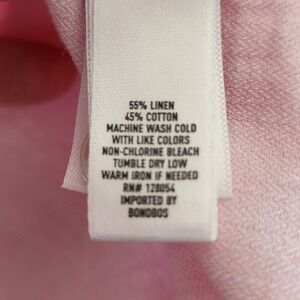 55% LINEN
45% COTTON
MACHINE WASH COLD
WITH LIKE COLORS
NON-CHLORINE BLEACH
TUMBLE DRY LOW
WARM IRON IF NEEDED
RN# 128054
IMPORTED BY
BONOBOS